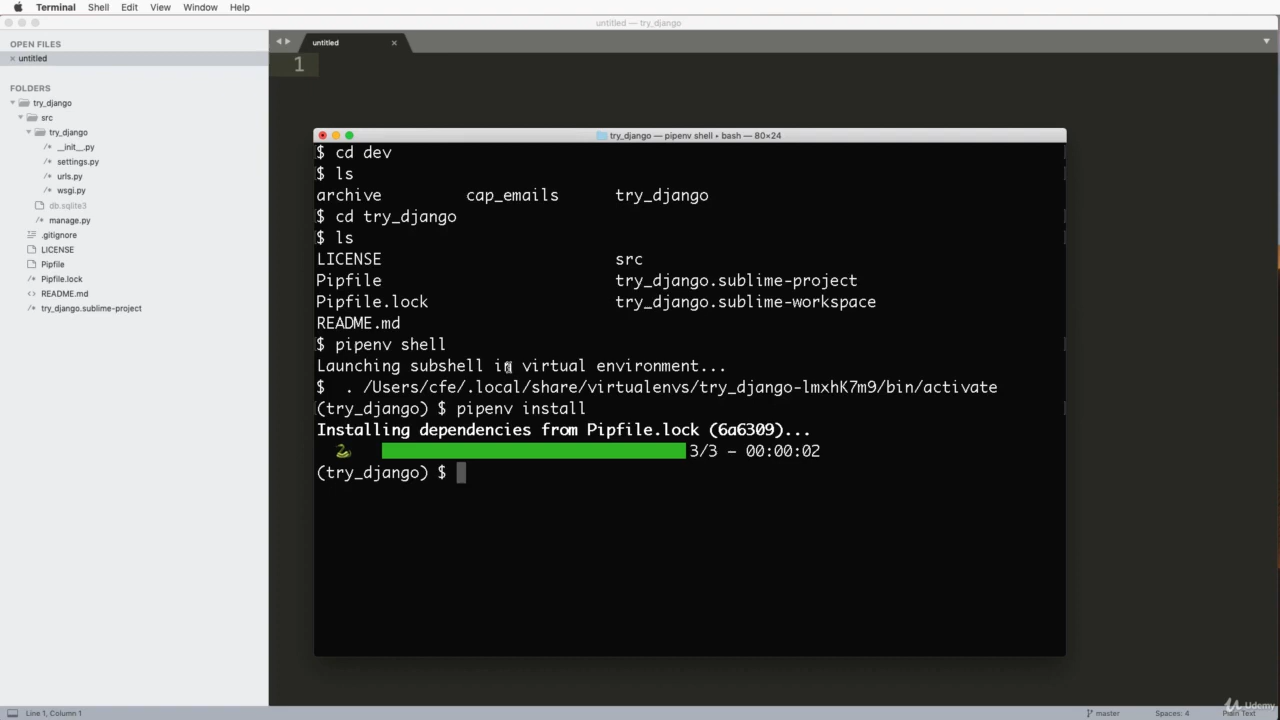 Terminal Shell Edit View Window Help
untitled — try_django
OPEN FILES
× untitled
FOLDERS
try_django
src
try_django
/* __init__.py
/* settings.py
/* urls.py
/* wsgi.py
db.sqlite3
/* manage.py
.gitignore
LICENSE
Pipfile
/* Pipfile.lock
<> README.md
/* try_django.sublime-project
untitled ×
1
try_django — pipenv shell ▸ bash — 80×24
$ cd dev
$ ls
archive cap_emails try_django
$ cd try_django
$ ls
LICENSE src
Pipfile try_django.sublime-project
Pipfile.lock try_django.sublime-workspace
README.md
$ pipenv shell
Launching subshell in virtual environment...
$ . /Users/cfe/.local/share/virtualenvs/try_django-lmxhK7m9/bin/activate
(try_django) $ pipenv install
Installing dependencies from Pipfile.lock (6a6309)...
3/3 — 00:00:02
(try_django) $
Line 1, Column 1 master Spaces: 4 Plain Text
Udemy